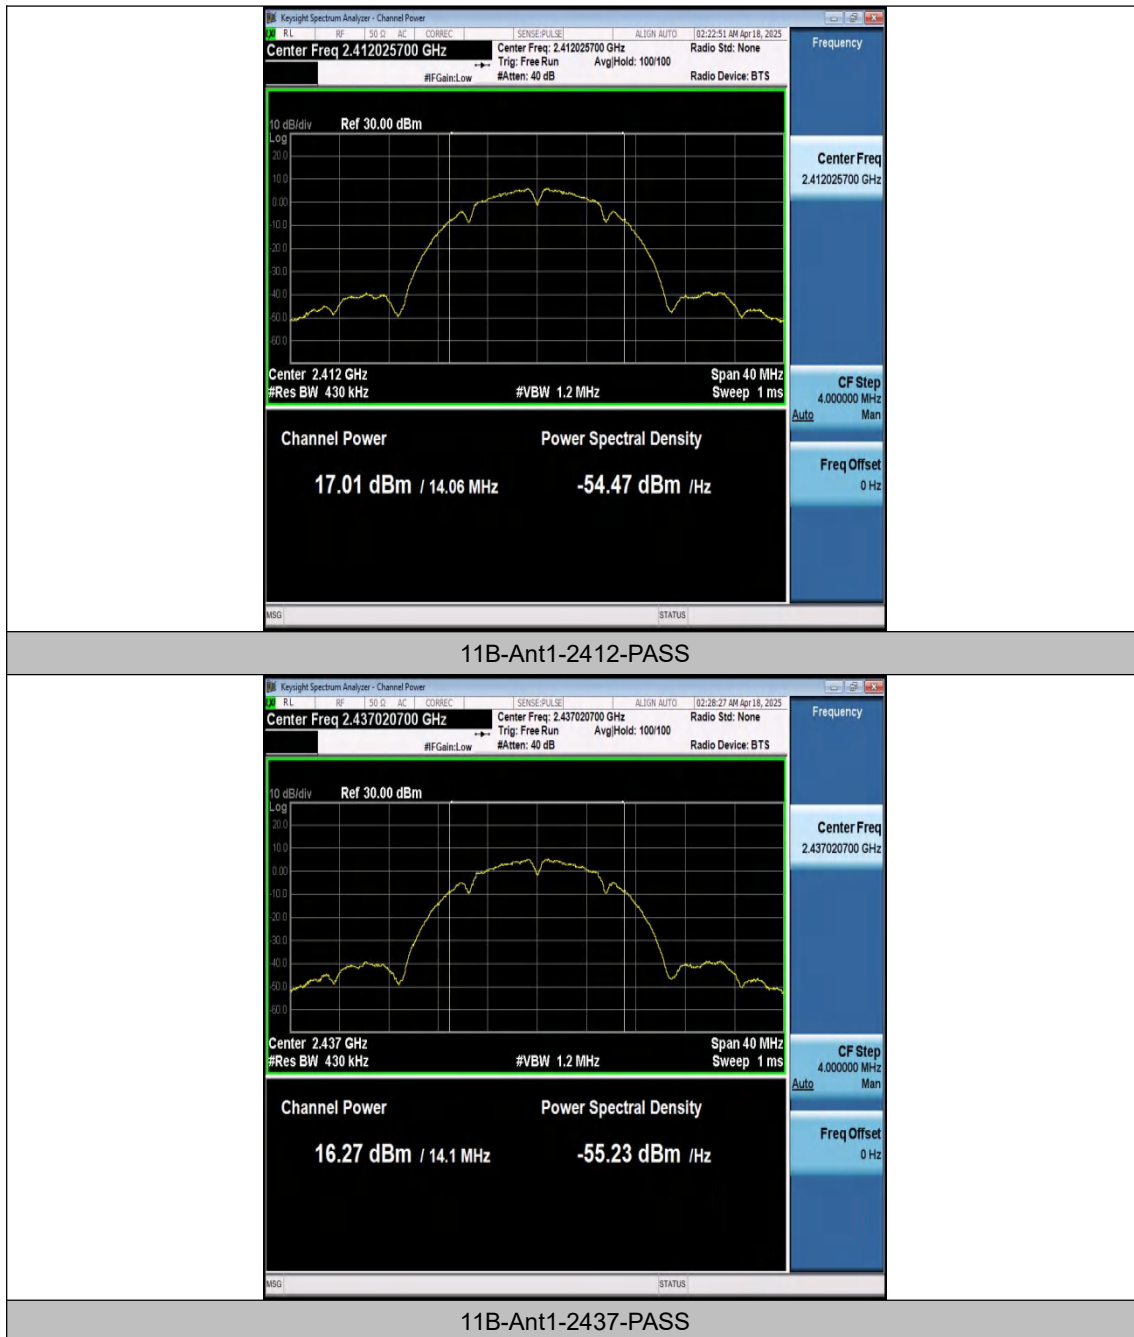 Keysight Spectrum Analyzer - Channel Power
RL RF 50 Ω AC CORREC SENSE:PULSE ALIGN AUTO 02:22:51 AM Apr 18, 2025
Center Freq 2.412025700 GHz Center Freq: 2.412025700 GHz Radio Std: None Frequency
Trig: Free Run Avg|Hold: 100/100
#IFGain:Low #Atten: 40 dB Radio Device: BTS
10 dB/div Ref 30.00 dBm
Log
20.0
10.0
0.00
-10.0
-20.0
-30.0
-40.0
-50.0
-60.0
Center Freq
2.412025700 GHz
Center 2.412 GHz Span 40 MHz
#Res BW 430 kHz #VBW 1.2 MHz Sweep 1 ms
CF Step
4.000000 MHz
Auto Man
Channel Power Power Spectral Density
17.01 dBm / 14.06 MHz -54.47 dBm /Hz
Freq Offset
0 Hz
MSG STATUS
11B-Ant1-2412-PASS
Keysight Spectrum Analyzer - Channel Power
RL RF 50 Ω AC CORREC SENSE:PULSE ALIGN AUTO 02:28:27 AM Apr 18, 2025
Center Freq 2.437020700 GHz Center Freq: 2.437020700 GHz Radio Std: None Frequency
Trig: Free Run Avg|Hold: 100/100
#IFGain:Low #Atten: 40 dB Radio Device: BTS
10 dB/div Ref 30.00 dBm
Log
20.0
10.0
0.00
-10.0
-20.0
-30.0
-40.0
-50.0
-60.0
Center Freq
2.437020700 GHz
Center 2.437 GHz Span 40 MHz
#Res BW 430 kHz #VBW 1.2 MHz Sweep 1 ms
CF Step
4.000000 MHz
Auto Man
Channel Power Power Spectral Density
16.27 dBm / 14.1 MHz -55.23 dBm /Hz
Freq Offset
0 Hz
MSG STATUS
11B-Ant1-2437-PASS